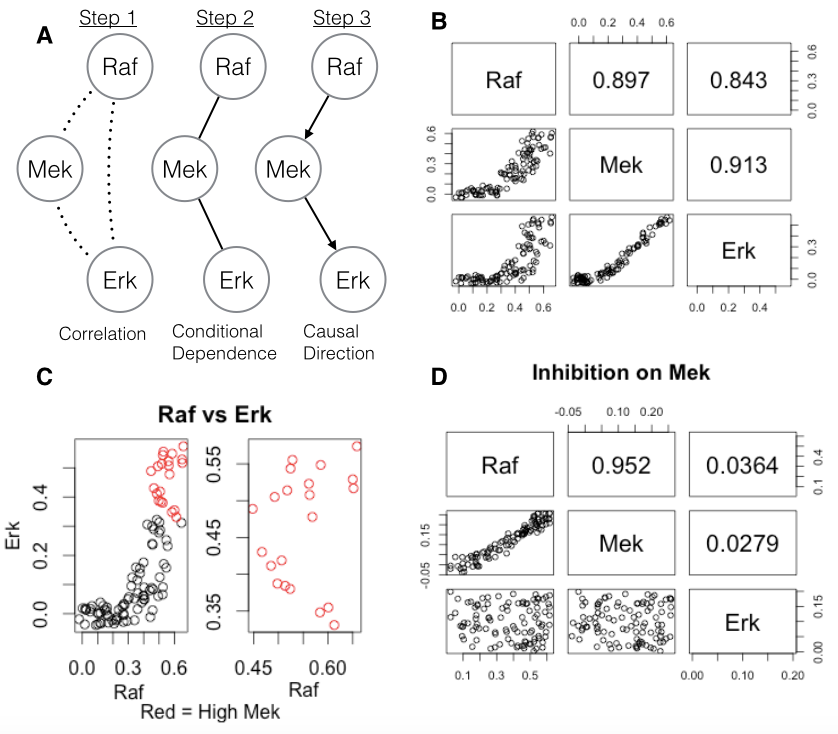 A
Step 1 Step 2 Step 3
Raf Raf Raf
Mek Mek Mek
Erk Erk Erk
Correlation
Conditional
Dependence
Causal
Direction
B
0.0 0.2 0.4 0.6
Raf 0.897 0.843
0.0 0.3 0.6
0.0 0.3 0.6
Mek 0.913
Erk
0.0 0.3
0.0 0.2 0.4 0.6
0.0 0.2 0.4
C
Raf vs Erk
Erk
0.0 0.2 0.4
0.35 0.45 0.55
0.0 0.3 0.6
0.45 0.60
Raf Raf
Red = High Mek
D
Inhibition on Mek
-0.05 0.10 0.20
Raf 0.952 0.0364
0.1 0.4
-0.05 0.15
Mek 0.0279
Erk
0.00 0.15
0.1 0.3 0.5
0.00 0.10 0.20